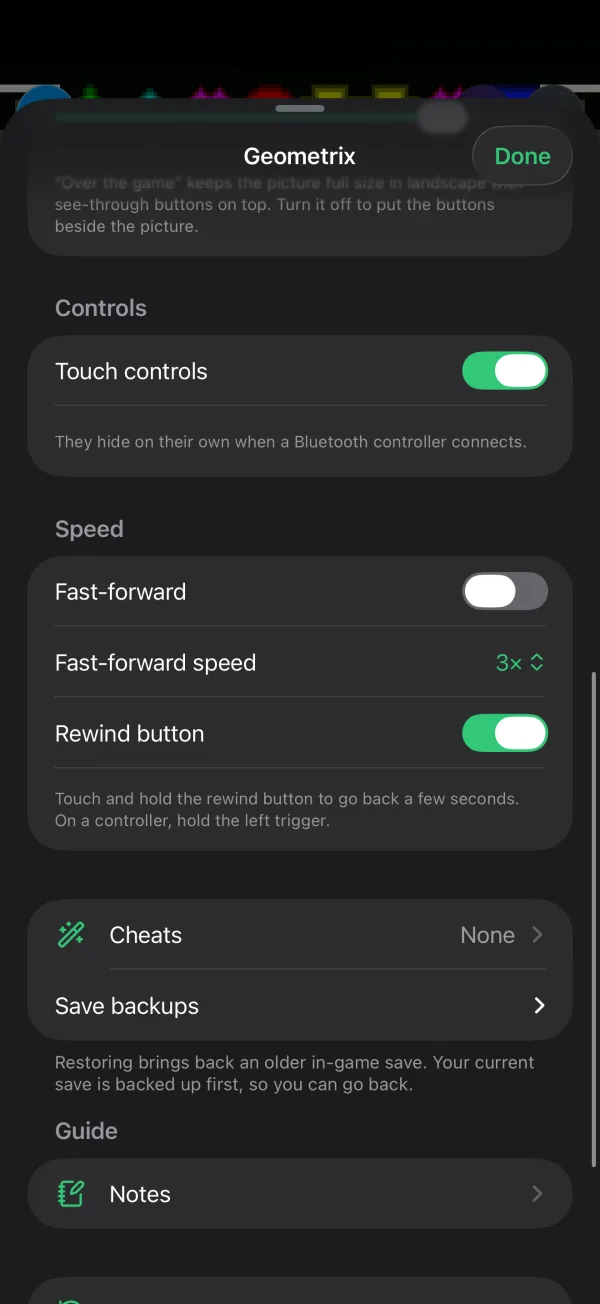 Geometrix
Done
"Over the game" keeps the picture full size in landscape with
see-through buttons on top. Turn it off to put the buttons
beside the picture.
Controls
Touch controls
They hide on their own when a Bluetooth controller connects.
Speed
Fast-forward
Fast-forward speed
3×
Rewind button
Touch and hold the rewind button to go back a few seconds.
On a controller, hold the left trigger.
Cheats
None
Save backups
Restoring brings back an older in-game save. Your current
save is backed up first, so you can go back.
Guide
Notes